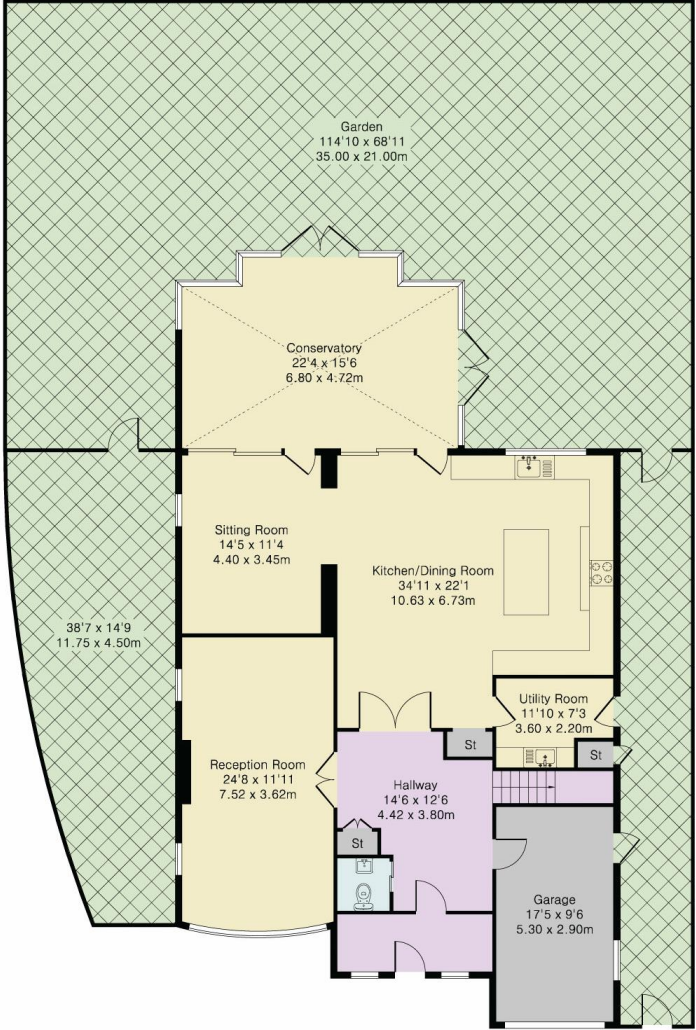 Garden
114'10 x 68'11
35.00 x 21.00m
Conservatory
22'4 x 15'6
6.80 x 4.72m
Sitting Room
14'5 x 11'4
4.40 x 3.45m
Kitchen/Dining Room
34'11 x 22'1
10.63 x 6.73m
38'7 x 14'9
11.75 x 4.50m
Utility Room
11'10 x 7'3
3.60 x 2.20m
St
St
Reception Room
24'8 x 11'11
7.52 x 3.62m
Hallway
14'6 x 12'6
4.42 x 3.80m
St
Garage
17'5 x 9'6
5.30 x 2.90m